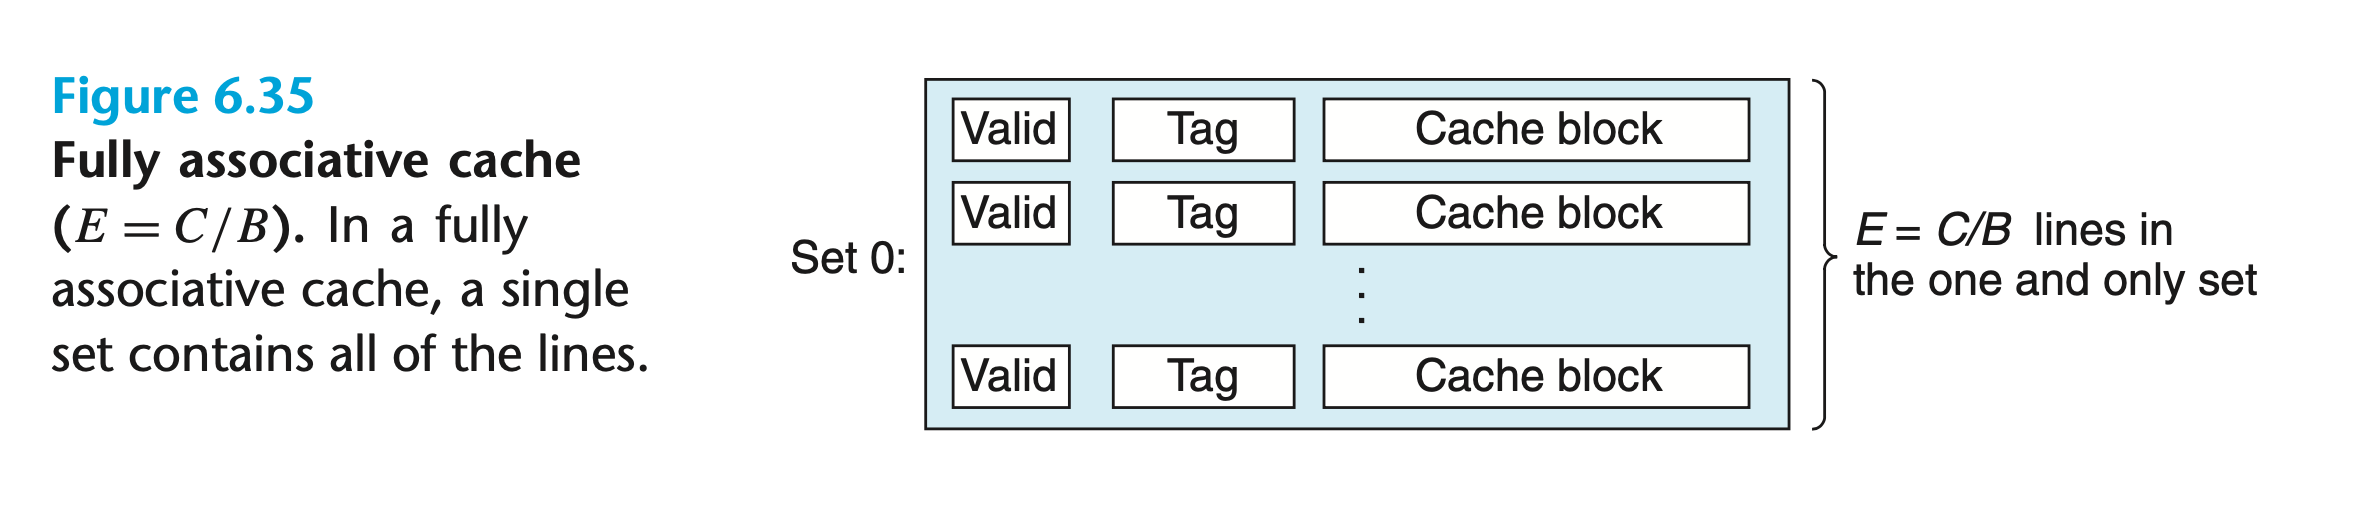 Figure 6.35
Fully associative cache
(E = C/B). In a fully
associative cache, a single
set contains all of the lines.
Set 0:
Valid Tag Cache block
Valid Tag Cache block
.
.
.
Valid Tag Cache block
E = C/B lines in
the one and only set